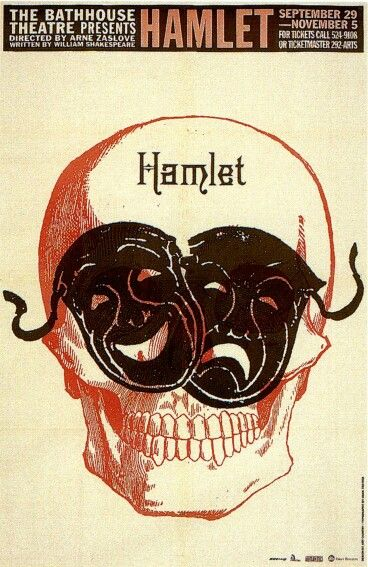 THE BATHHOUSE
THEATRE PRESENTS
DIRECTED BY ARNE ZASLOVE
WRITTEN BY WILLIAM SHAKESPEARE
HAMLET
SEPTEMBER 29
—NOVEMBER 5
FOR TICKETS CALL 524-9108
OR TICKETMASTER 292-ARTS
Hamlet